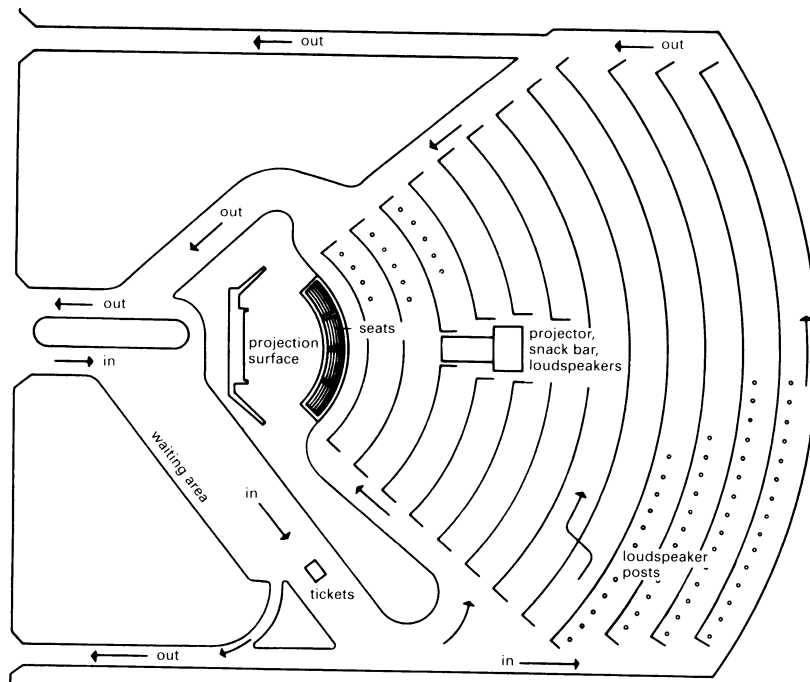 out
out
out
out
in
projection
surface
seats
projector,
snack bar,
loudspeakers
waiting area
in
tickets
loudspeaker
posts
out
in